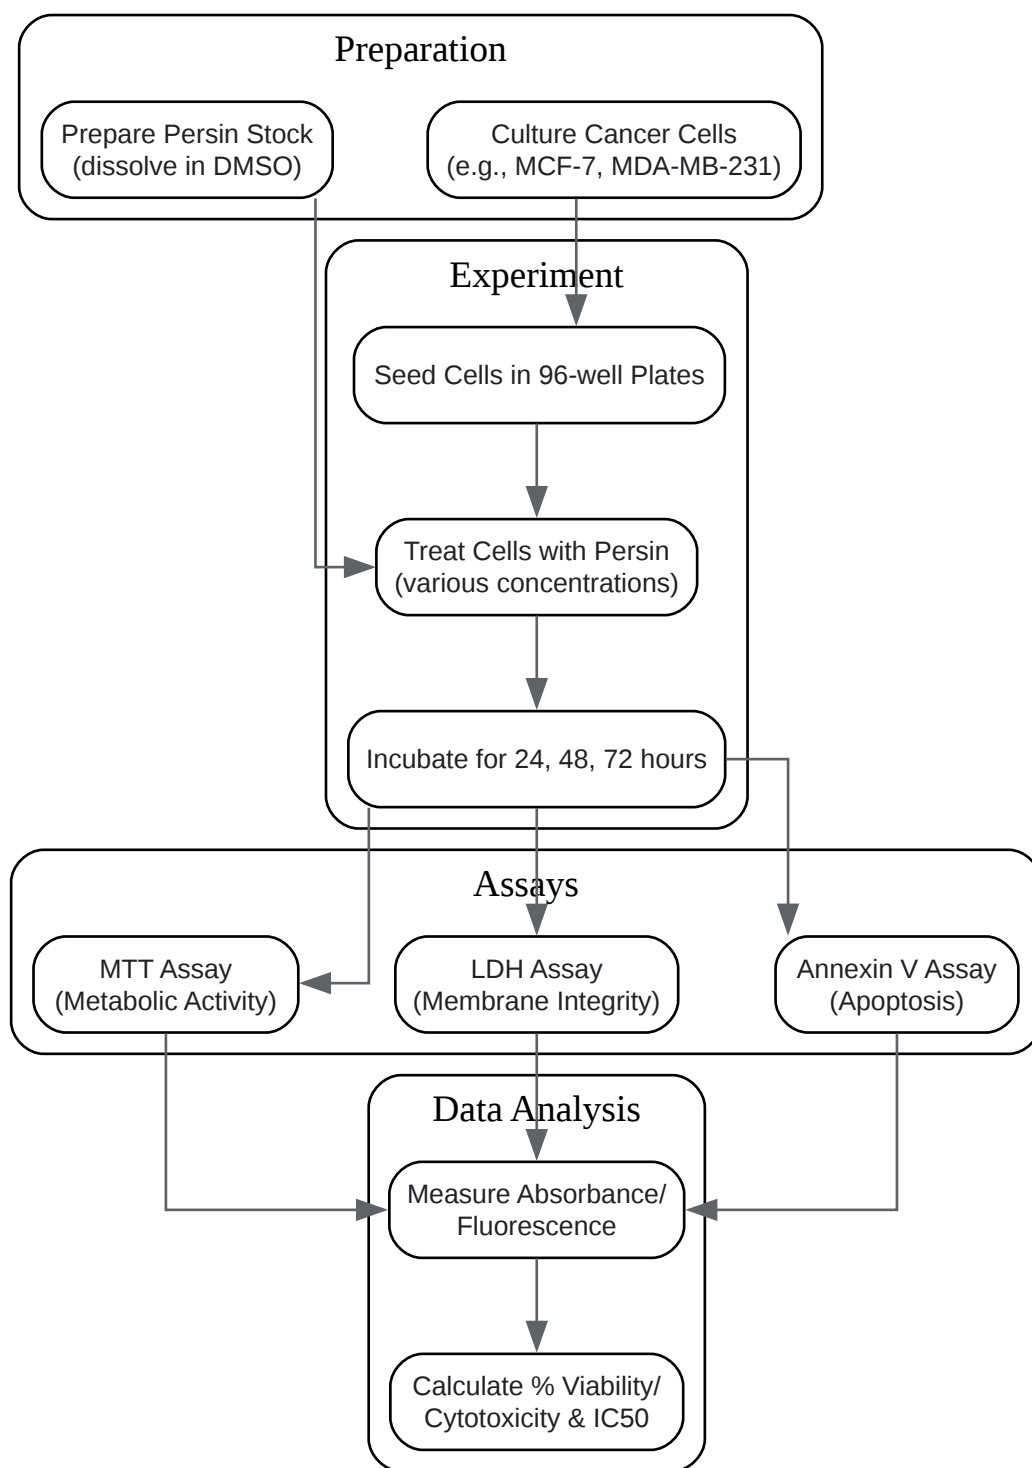 Preparation
Prepare Persin Stock
(dissolve in DMSO)
Culture Cancer Cells
(e.g., MCF-7, MDA-MB-231)
Experiment
Seed Cells in 96-well Plates
Treat Cells with Persin
(various concentrations)
Incubate for 24, 48, 72 hours
Assays
MTT Assay
(Metabolic Activity)
LDH Assay
(Membrane Integrity)
Annexin V Assay
(Apoptosis)
Data Analysis
Measure Absorbance/
Fluorescence
Calculate % Viability/
Cytotoxicity & IC50